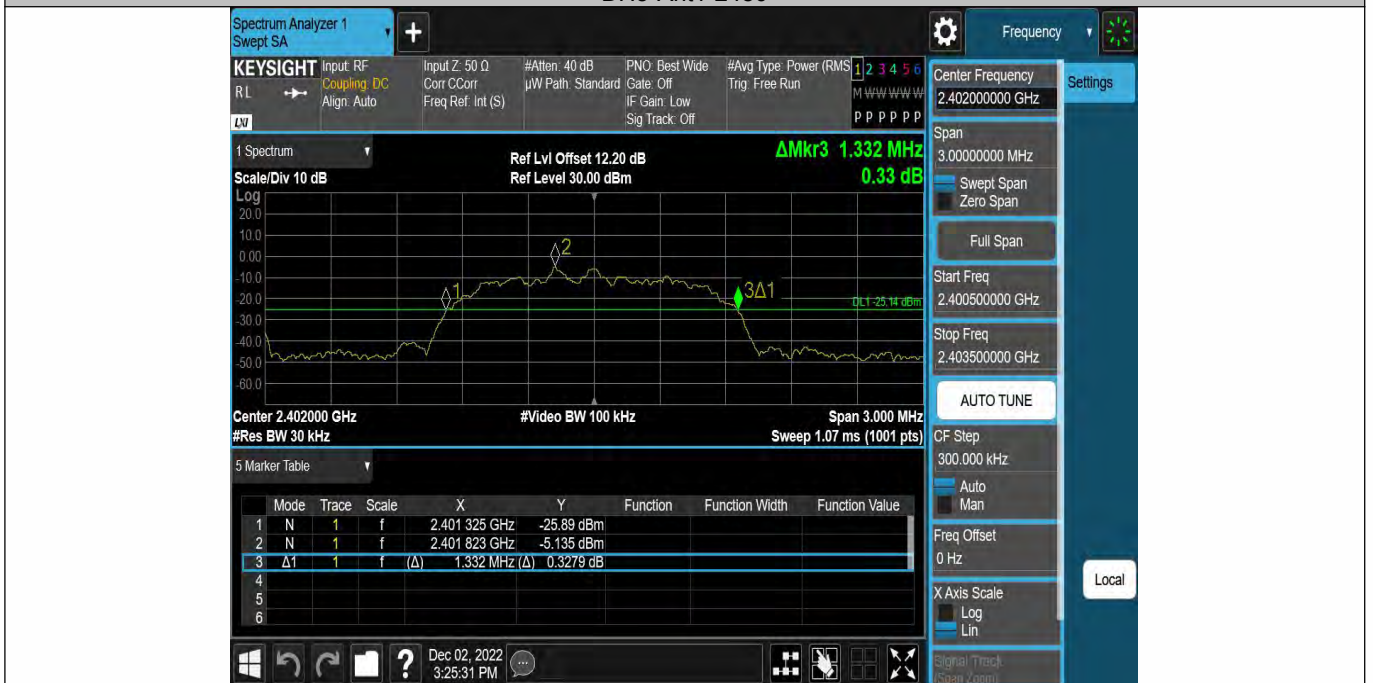 Spectrum Analyzer 1
Swept SA
+
Frequency
KEYSIGHT
RL
LXI
Input: RF
Coupling: DC
Align: Auto
Input Z: 50 Ω
Corr CCorr
Freq Ref: Int (S)
#Atten: 40 dB
µW Path: Standard
PNO: Best Wide
Gate: Off
IF Gain: Low
Sig Track: Off
#Avg Type: Power (RMS
Trig: Free Run
1 2 3 4 5 6
M W W W W W
P P P P P P
1 Spectrum
Scale/Div 10 dB
Ref Lvl Offset 12.20 dB
Ref Level 30.00 dBm
ΔMkr3 1.332 MHz
0.33 dB
Log
20.0
10.0
0.00
-10.0
-20.0
-30.0
-40.0
-50.0
-60.0
1
2
3Δ1
DL1 -25.14 dBm
Center 2.402000 GHz
#Video BW 100 kHz
Span 3.000 MHz
#Res BW 30 kHz
Sweep 1.07 ms (1001 pts)
5 Marker Table
Mode Trace Scale X Y Function Function Width Function Value
1 N 1 f 2.401 325 GHz -25.89 dBm
2 N 1 f 2.401 823 GHz -5.135 dBm
3 Δ1 1 f (Δ) 1.332 MHz (Δ) 0.3279 dB
4
5
6
Dec 02, 2022
3:25:31 PM
?
Center Frequency
2.402000000 GHz
Settings
Span
3.00000000 MHz
Swept Span
Zero Span
Full Span
Start Freq
2.400500000 GHz
Stop Freq
2.403500000 GHz
AUTO TUNE
CF Step
300.000 kHz
Auto
Man
Freq Offset
0 Hz
X Axis Scale
Log
Lin
Local
Signal Track
(Span Zoom)